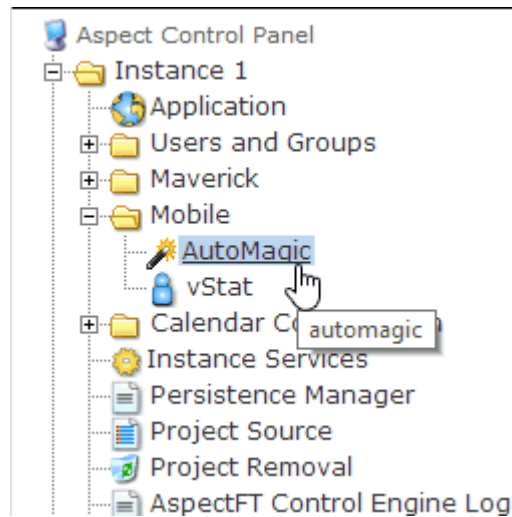 Aspect Control Panel
Instance 1
Application
Users and Groups
Maverick
Mobile
AutoMagic
vStat
Calendar Co
automagic
Instance Services
Persistence Manager
Project Source
Project Removal
AspectFT Control Engine Log